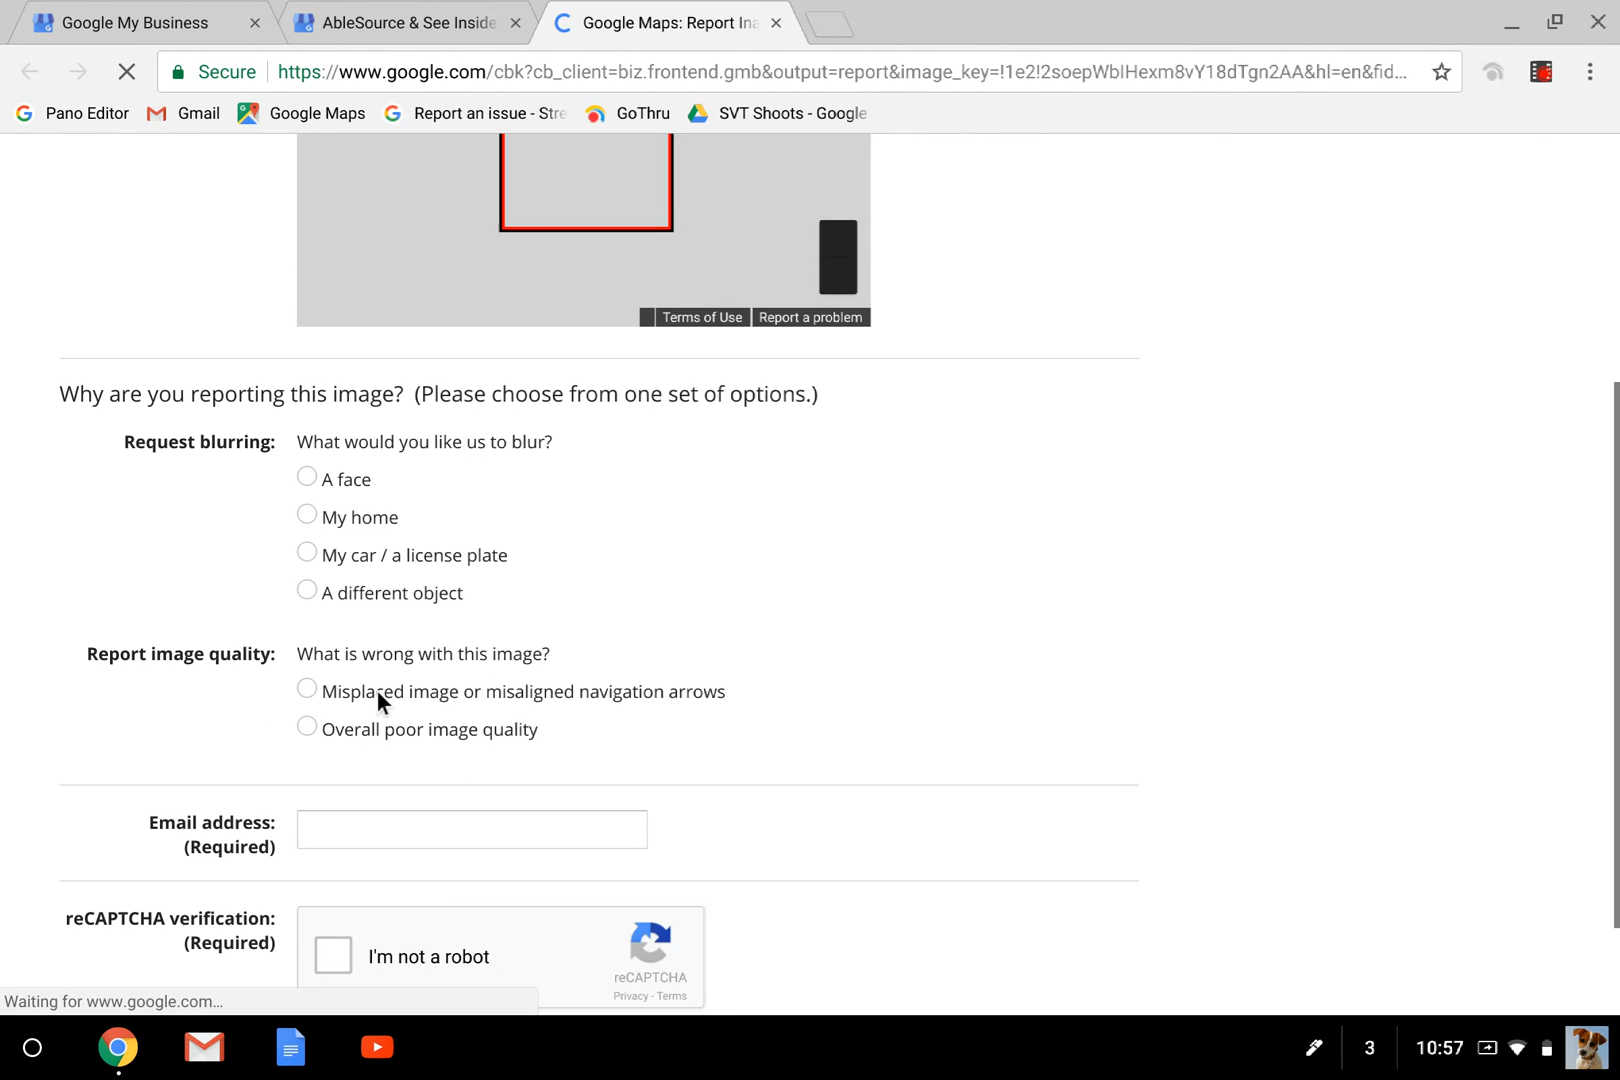 Google My Business
AbleSource & See Inside
Google Maps: Report Ina
Secure
https://www.google.com/cbk?cb_client=biz.frontend.gmb&output=report&image_key=!1e2!2soepWbIHexm8vY18dTgn2AA&hl=en&fid...
Pano Editor
Gmail
Google Maps
Report an issue - Stre
GoThru
SVT Shoots - Google
Terms of Use
Report a problem
Why are you reporting this image? (Please choose from one set of options.)
Request blurring: What would you like us to blur?
A face
My home
My car / a license plate
A different object
Report image quality: What is wrong with this image?
Misplaced image or misaligned navigation arrows
Overall poor image quality
Email address:
(Required)
reCAPTCHA verification:
(Required)
I'm not a robot
reCAPTCHA
Privacy - Terms
Waiting for www.google.com...
3
10:57